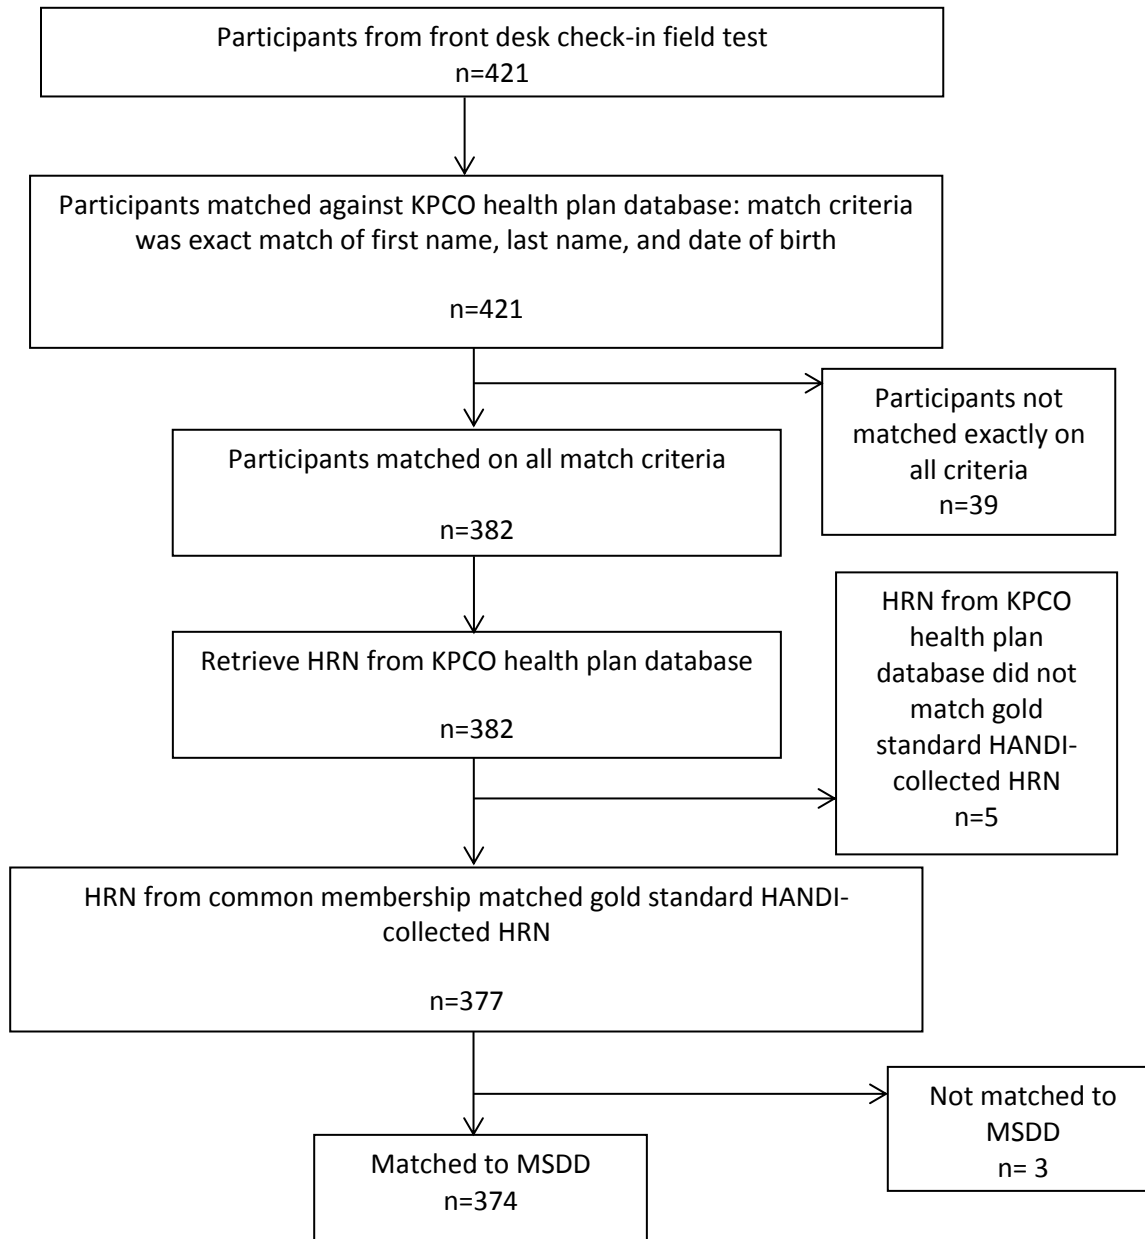 Participants from front desk check-in field test
n=421
Participants matched against KPCO health plan database: match criteria
was exact match of first name, last name, and date of birth
n=421
Participants not
matched exactly on
all criteria
n=39
Participants matched on all match criteria
n=382
HRN from KPCO
health plan
database did not
match gold
standard HANDI-
collected HRN
n=5
Retrieve HRN from KPCO health plan database
n=382
HRN from common membership matched gold standard HANDI-
collected HRN
n=377
Not matched to
MSDD
n= 3
Matched to MSDD
n=374